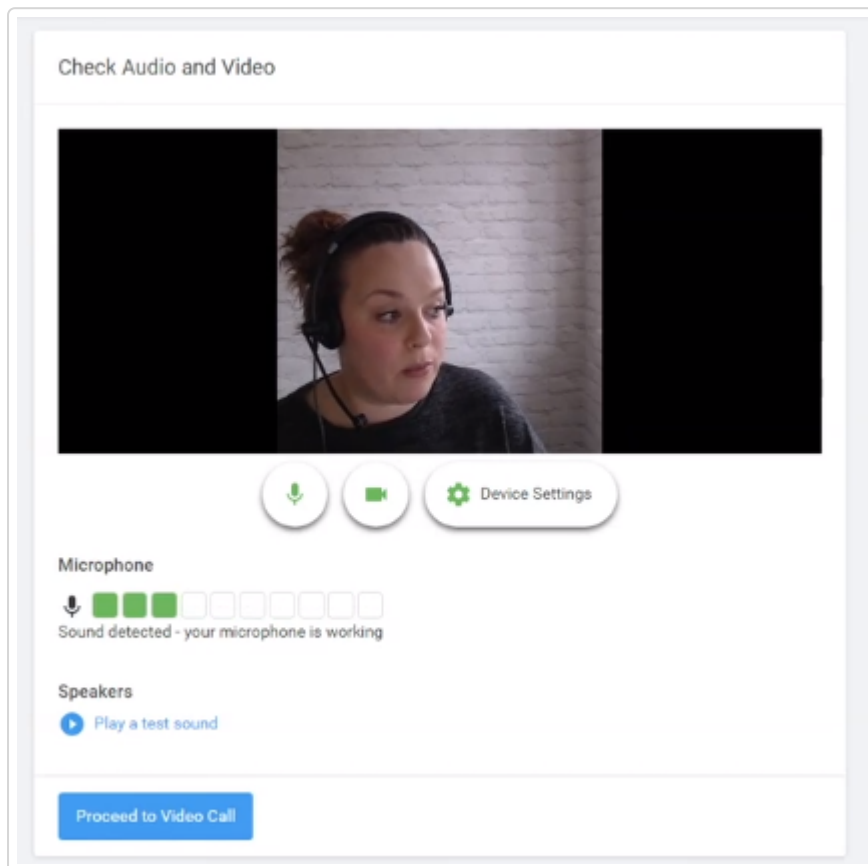 Check Audio and Video
Device Settings
Microphone
Sound detected - your microphone is working
Speakers
Play a test sound
Proceed to Video Call